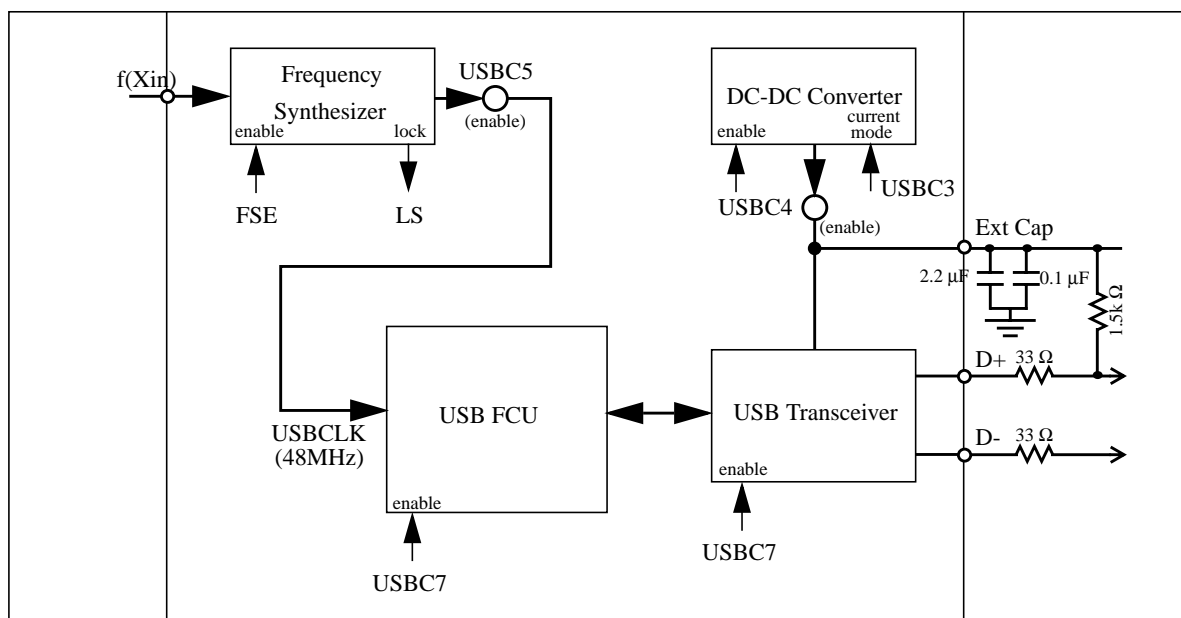 f(Xin)
Frequency
Synthesizer
enable
lock
FSE
LS
USBC5
(enable)
DC-DC Converter
enable
current
mode
USBC4
USBC3
(enable)
Ext Cap
2.2 μF
0.1 μF
1.5k Ω
USB FCU
enable
USBCLK
(48MHz)
USBC7
USB Transceiver
enable
USBC7
D+
33 Ω
D-
33 Ω